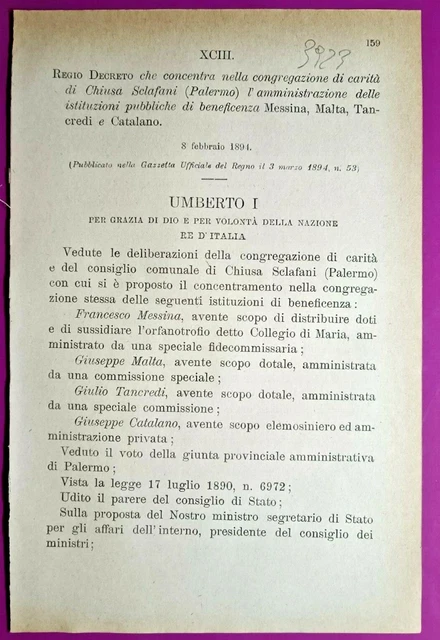 159
3923
XCIII.
REGIO DECRETO che concentra nella congregazione di carità
di Chiusa Sclafani (Palermo) l'amministrazione delle
istituzioni pubbliche di beneficenza Messina, Malta, Tan-
credi e Catalano.
8 febbraio 1894.
(Pubblicato nella Gazzetta Ufficiale del Regno il 3 marzo 1894, n. 53)
UMBERTO I
PER GRAZIA DI DIO E PER VOLONTÀ DELLA NAZIONE
RE D'ITALIA
Vedute le deliberazioni della congregazione di carità
e del consiglio comunale di Chiusa Sclafani (Palermo)
con cui si è proposto il concentramento nella congrega-
zione stessa delle seguenti istituzioni di beneficenza :
Francesco Messina, avente scopo di distribuire doti
e di sussidiare l'orfanotrofio detto Collegio di Maria, am-
ministrato da una speciale fidecommissaria ;
Giuseppe Malta, avente scopo dotale, amministrata
da una commissione speciale ;
Giulio Tancredi, avente scopo dotale, amministrata
da una speciale commissione ;
Giuseppe Catalano, avente scopo elemosiniero ed am-
ministrazione privata ;
Veduto il voto della giunta provinciale amministrativa
di Palermo ;
Vista la legge 17 luglio 1890, n. 6972 ;
Udito il parere del consiglio di Stato ;
Sulla proposta del Nostro ministro segretario di Stato
per gli affari dell'interno, presidente del consiglio dei
ministri ;